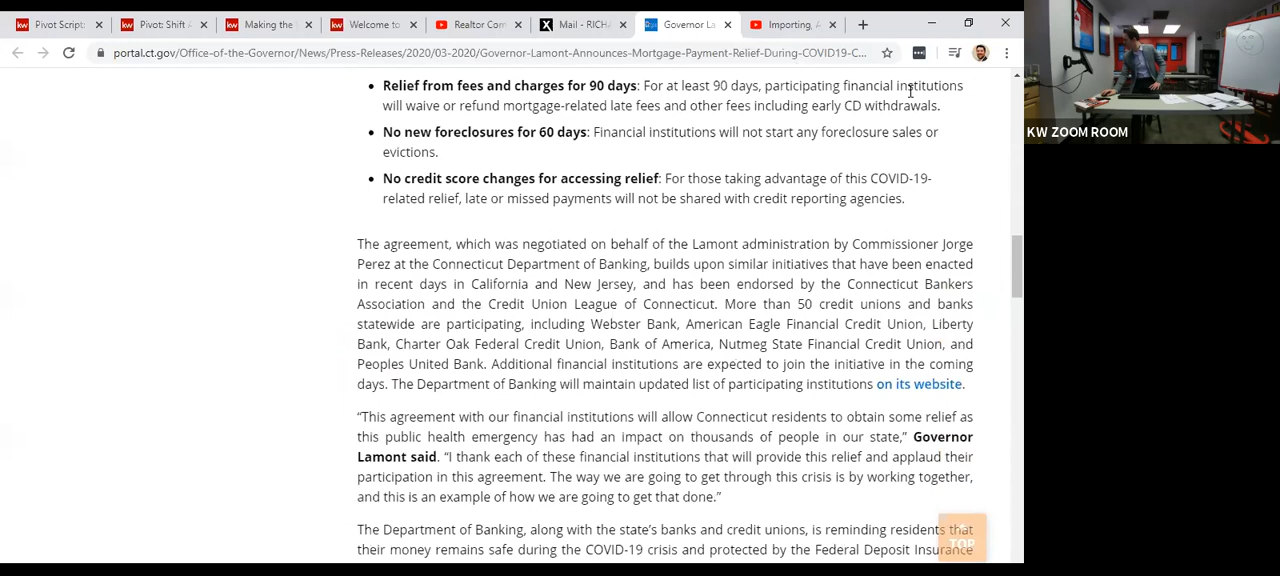 Pivot Script:
Pivot: Shift
Making the
Welcome to
Realtor Com
Mail - RICHA
Governor La
Importing,
portal.ct.gov/Office-of-the-Governor/News/Press-Releases/2020/03-2020/Governor-Lamont-Announces-Mortgage-Payment-Relief-During-COVID19-C...
KW ZOOM ROOM
• Relief from fees and charges for 90 days: For at least 90 days, participating financial institutions
will waive or refund mortgage-related late fees and other fees including early CD withdrawals.
• No new foreclosures for 60 days: Financial institutions will not start any foreclosure sales or
evictions.
• No credit score changes for accessing relief: For those taking advantage of this COVID-19-
related relief, late or missed payments will not be shared with credit reporting agencies.
The agreement, which was negotiated on behalf of the Lamont administration by Commissioner Jorge
Perez at the Connecticut Department of Banking, builds upon similar initiatives that have been enacted
in recent days in California and New Jersey, and has been endorsed by the Connecticut Bankers
Association and the Credit Union League of Connecticut. More than 50 credit unions and banks
statewide are participating, including Webster Bank, American Eagle Financial Credit Union, Liberty
Bank, Charter Oak Federal Credit Union, Bank of America, Nutmeg State Financial Credit Union, and
Peoples United Bank. Additional financial institutions are expected to join the initiative in the coming
days. The Department of Banking will maintain updated list of participating institutions on its website.
“This agreement with our financial institutions will allow Connecticut residents to obtain some relief as
this public health emergency has had an impact on thousands of people in our state,” Governor
Lamont said. “I thank each of these financial institutions that will provide this relief and applaud their
participation in this agreement. The way we are going to get through this crisis is by working together,
and this is an example of how we are going to get that done.”
The Department of Banking, along with the state’s banks and credit unions, is reminding residents that
their money remains safe during the COVID-19 crisis and protected by the Federal Deposit Insurance
TOP